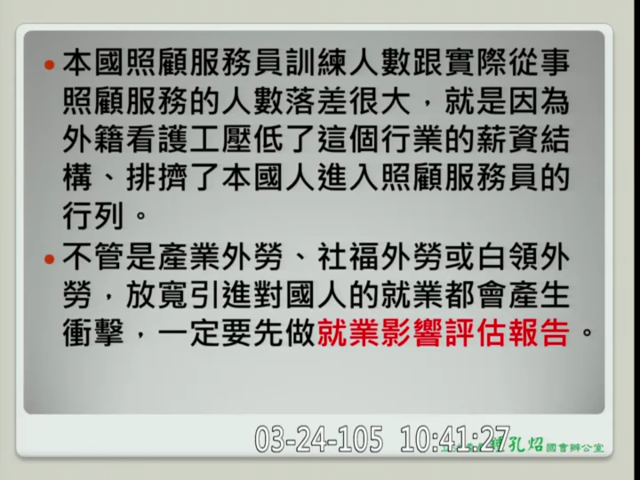 本國照顧服務員訓練人數跟實際從事
照顧服務的人數落差很大，就是因為
外籍看護工壓低了這個行業的薪資結
構、排擠了本國人進入照顧服務員的
行列。
不管是產業外勞、社福外勞或白領外
勞，放寬引進對國人的就業都會產生
衝擊，一定要先做就業影響評估報告。
03-24-105 10:41:27
鍾孔炤國會辦公室